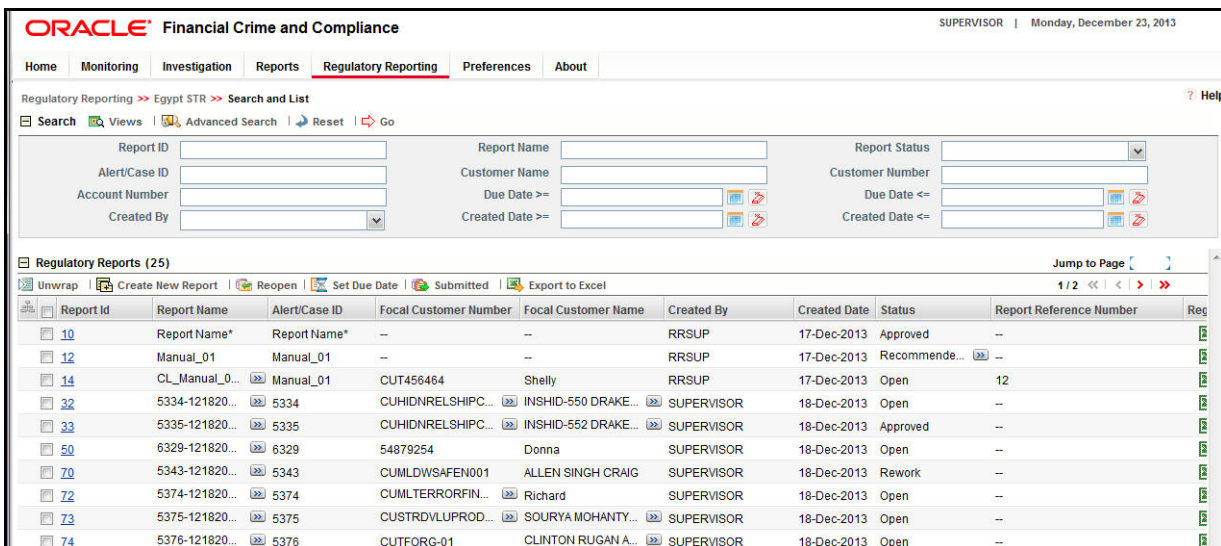 ORACLE Financial Crime and Compliance SUPERVISOR | Monday, December 23, 2013
Home Monitoring Investigation Reports Regulatory Reporting Preferences About
Regulatory Reporting >> Egypt STR >> Search and List ? Help
Search Views | Advanced Search | Reset | Go
Report ID Report Name Report Status
Alert/Case ID Customer Name Customer Number
Account Number Due Date >= Due Date <=
Created By Created Date >= Created Date <=
Regulatory Reports (25) Jump to Page [ ]
Unwrap | Create New Report | Reopen | Set Due Date | Submitted | Export to Excel 1/2 << | < | > | >>
Report Id Report Name Alert/Case ID Focal Customer Number Focal Customer Name Created By Created Date Status Report Reference Number Reg
10 Report Name* Report Name* -- -- RRSUP 17-Dec-2013 Approved --
12 Manual_01 Manual_01 -- -- RRSUP 17-Dec-2013 Recommende... >> --
14 CL_Manual_0... >> Manual_01 CUT456464 Shelly RRSUP 17-Dec-2013 Open 12
32 5334-121820... >> 5334 CUHIDNRELSHIPC... >> INSHID-550 DRAKE... >> SUPERVISOR 18-Dec-2013 Open --
33 5335-121820... >> 5335 CUHIDNRELSHIPC... >> INSHID-552 DRAKE... >> SUPERVISOR 18-Dec-2013 Approved --
50 6329-121820... >> 6329 54879254 Donna SUPERVISOR 18-Dec-2013 Open --
70 5343-121820... >> 5343 CUMLDWSAFEN001 ALLEN SINGH CRAIG SUPERVISOR 18-Dec-2013 Rework --
72 5374-121820... >> 5374 CUMLTERRORFIN... >> Richard SUPERVISOR 18-Dec-2013 Open --
73 5375-121820... >> 5375 CUSTRDVLUPROD... >> SOURYA MOHANTY... >> SUPERVISOR 18-Dec-2013 Open --
74 5376-121820... >> 5376 CUTFORG-01 CLINTON RUGAN A... >> SUPERVISOR 18-Dec-2013 Open --